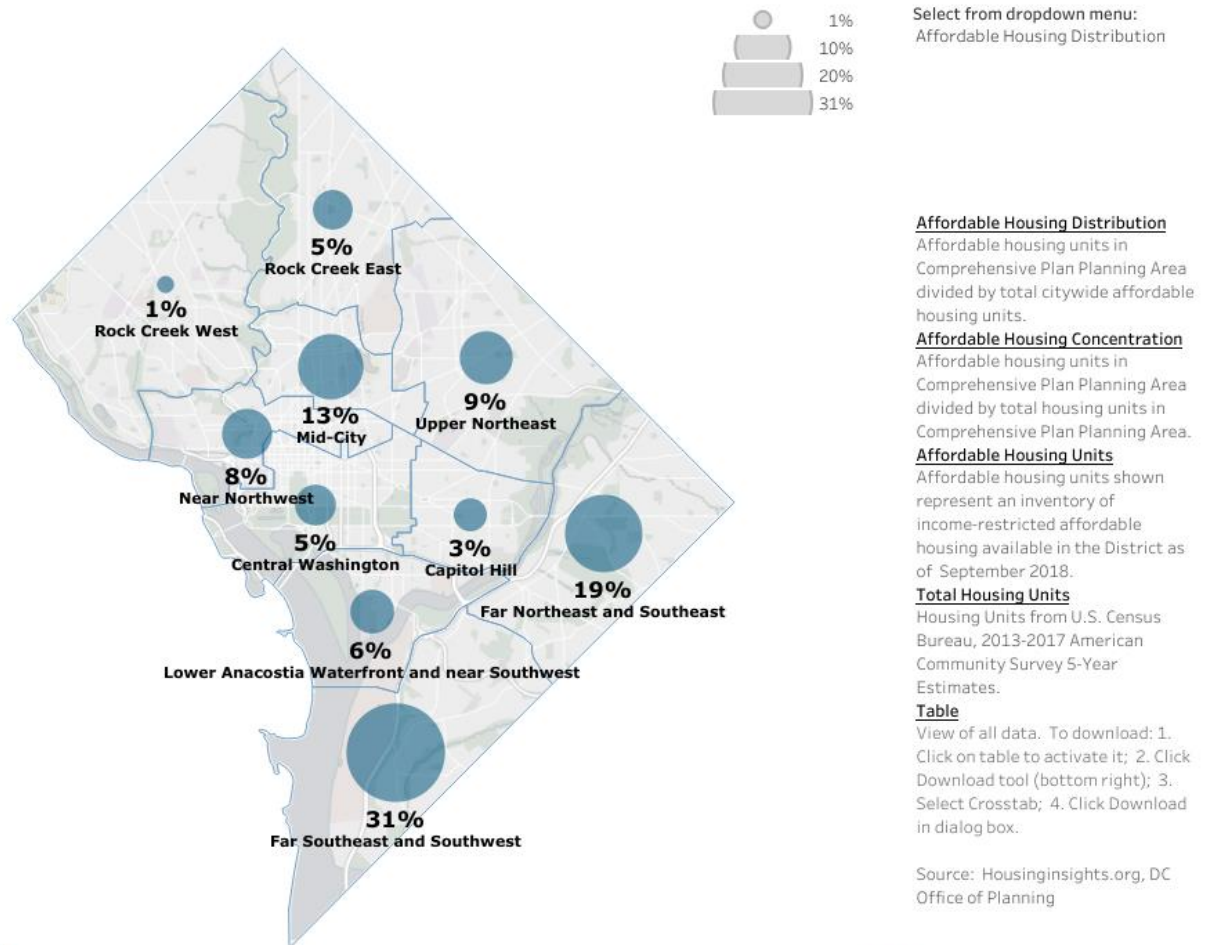 1%
10%
20%
31%
Select from dropdown menu:
Affordable Housing Distribution
5%
Rock Creek East
1%
Rock Creek West
13%
Mid-City
9%
Upper Northeast
8%
Near Northwest
5%
Central Washington
3%
Capitol Hill
19%
Far Northeast and Southeast
6%
Lower Anacostia Waterfront and near Southwest
31%
Far Southeast and Southwest
Affordable Housing Distribution
Affordable housing units in
Comprehensive Plan Planning Area
divided by total citywide affordable
housing units.
Affordable Housing Concentration
Affordable housing units in
Comprehensive Plan Planning Area
divided by total housing units in
Comprehensive Plan Planning Area.
Affordable Housing Units
Affordable housing units shown
represent an inventory of
income-restricted affordable
housing available in the District as
of September 2018.
Total Housing Units
Housing Units from U.S. Census
Bureau, 2013-2017 American
Community Survey 5-Year
Estimates.
Table
View of all data. To download: 1.
Click on table to activate it; 2. Click
Download tool (bottom right); 3.
Select Crosstab; 4. Click Download
in dialog box.
Source: Housinginsights.org, DC
Office of Planning